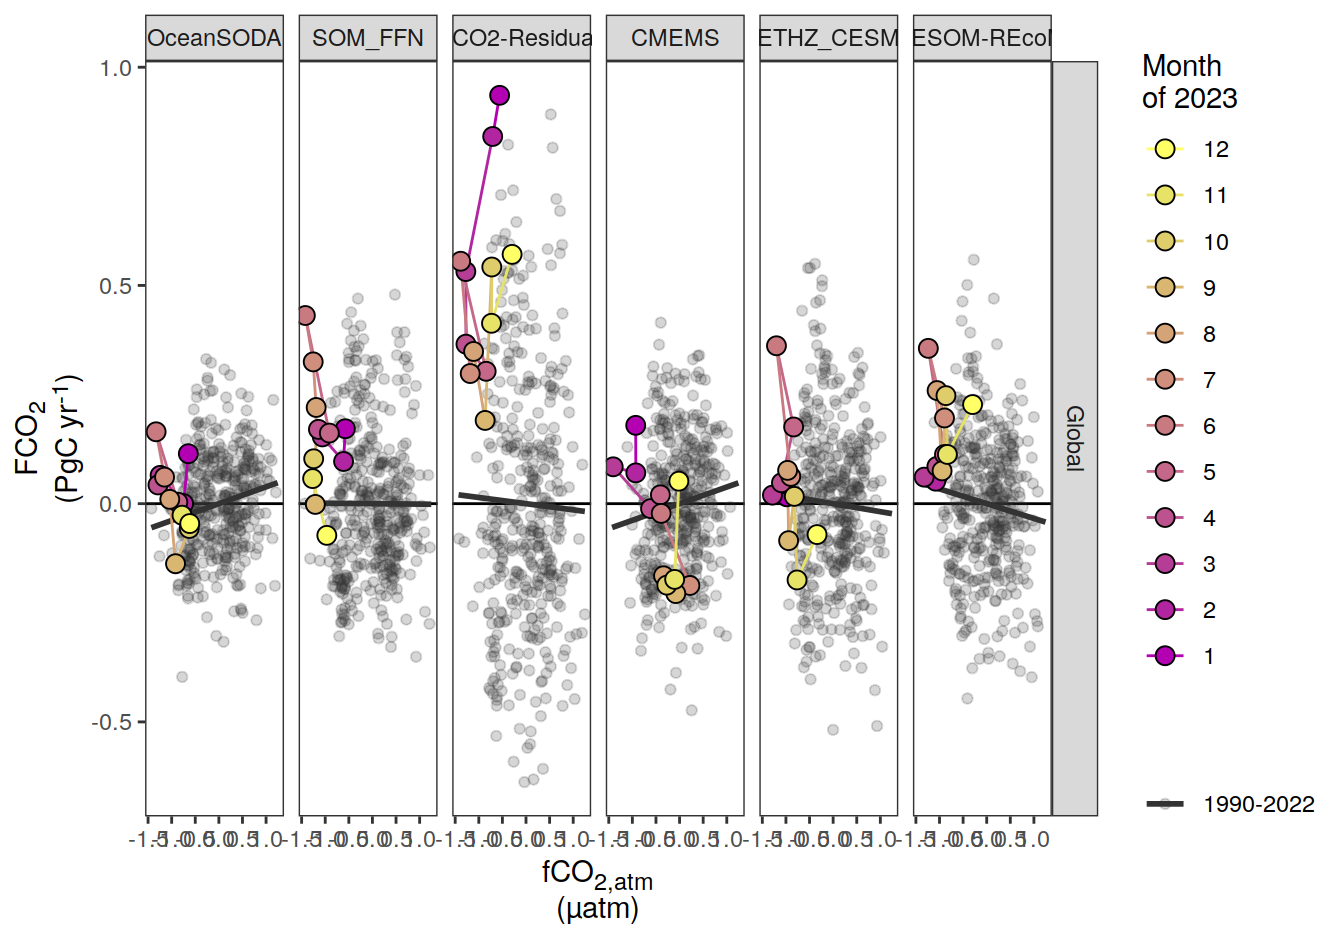 OceanSODA
SOM_FFN
CO2-Residua
CMEMS
ETHZ_CESM
ESOM-REcoM
1.0
0.5
0.0
-0.5
FCO2
(PgC yr-1)
Global
fCO2,atm
(µatm)
Month
of 2023
12
11
10
9
8
7
6
5
4
3
2
1
1990-2022